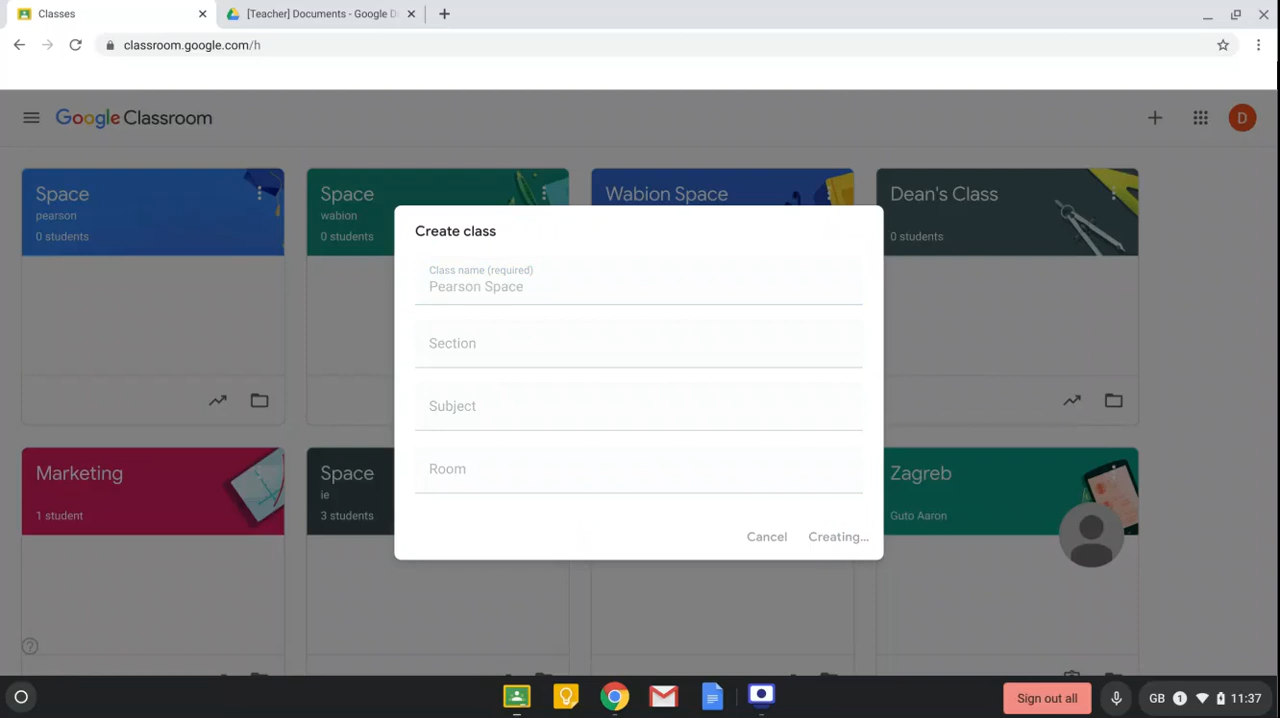 Classes
[Teacher] Documents - Google D
classroom.google.com/h
Google Classroom
D
Space
pearson
0 students
Space
wabion
0 students
Wabion Space
Dean's Class
0 students
Create class
Class name (required)
Pearson Space
Section
Subject
Room
Cancel
Creating...
Marketing
1 student
Space
ie
3 students
Zagreb
Guto Aaron
Sign out all
GB
1
11:37